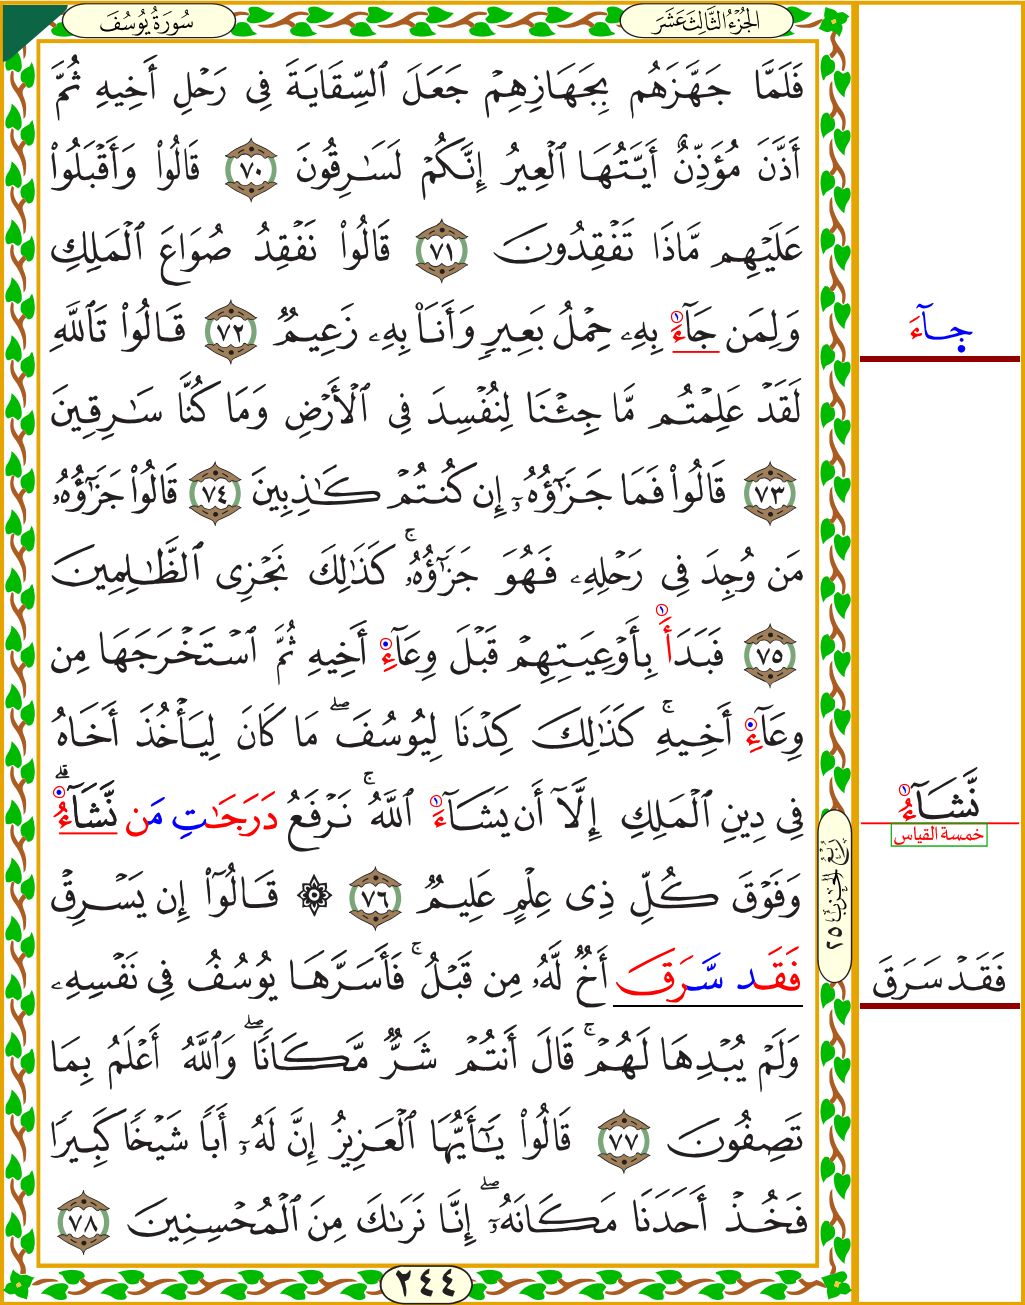 الجُزْءُ الثَّالِثَ عَشَرَ
سُورَةُ يُوسُفَ
فَلَمَّا جَهَّزَهُم بِجَهَازِهِمْ جَعَلَ ٱلسِّقَايَةَ فِى رَحْلِ أَخِيهِ ثُمَّ
أَذَّنَ مُؤَذِّنٌ أَيَّتُهَا ٱلْعِيرُ إِنَّكُمْ لَسَٰرِقُونَ ٧٠ قَالُوا۟ وَأَقْبَلُوا۟
عَلَيْهِم مَّاذَا تَفْقِدُونَ ٧١ قَالُوا۟ نَفْقِدُ صُوَاعَ ٱلْمَلِكِ
وَلِمَن جَآءَ بِهِۦ حِمْلُ بَعِيرٍ وَأَنَا۠ بِهِۦ زَعِيمٌ ٧٢ قَالُوا۟ تَٱللَّهِ
لَقَدْ عَلِمْتُم مَّا جِئْنَا لِنُفْسِدَ فِى ٱلْأَرْضِ وَمَا كُنَّا سَٰرِقِينَ
٧٣ قَالُوا۟ فَمَا جَزَٰٓؤُهُۥٓ إِن كُنتُمْ كَٰذِبِينَ ٧٤ قَالُوا۟ جَزَٰٓؤُهُۥ
مَن وُجِدَ فِى رَحْلِهِۦ فَهُوَ جَزَٰٓؤُهُۥ ۚ كَذَٰلِكَ نَجْزِى ٱلظَّٰلِمِينَ
٧٥ فَبَدَأَ بِأَوْعِيَتِهِمْ قَبْلَ وِعَآءِ أَخِيهِ ثُمَّ ٱسْتَخْرَجَهَا مِن
وِعَآءِ أَخِيهِ ۚ كَذَٰلِكَ كِدْنَا لِيُوسُفَ ۖ مَا كَانَ لِيَأْخُذَ أَخَاهُ
فِى دِينِ ٱلْمَلِكِ إِلَّآ أَن يَشَآءَ ٱللَّهُ ۚ نَرْفَعُ دَرَجَٰتِ مَن نَّشَآءُ ۗ
وَفَوْقَ كُلِّ ذِى عِلْمٍ عَلِيمٌ ٧٦ ۞ قَالُوٓا۟ إِن يَسْرِقْ
فَقَد سَّرَقَ أَخٌ لَّهُۥ مِن قَبْلُ ۚ فَأَسَرَّهَا يُوسُفُ فِى نَفْسِهِۦ
وَلَمْ يُبْدِهَا لَهُمْ ۚ قَالَ أَنتُمْ شَرٌّ مَّكَانًا ۖ وَٱللَّهُ أَعْلَمُ بِمَا
تَصِفُونَ ٧٧ قَالُوا۟ يَٰٓأَيُّهَا ٱلْعَزِيزُ إِنَّ لَهُۥٓ أَبًا شَيْخًا كَبِيرًا
فَخُذْ أَحَدَنَا مَكَانَهُۥٓ ۖ إِنَّا نَرَىٰكَ مِنَ ٱلْمُحْسِنِينَ ٧٨
٢٤٤
رُبْعُ الحِزْبِ ٢٥
جآءَ
نَّشَآءُ
خمسة القياس
فَقَدْ سَرَقَ